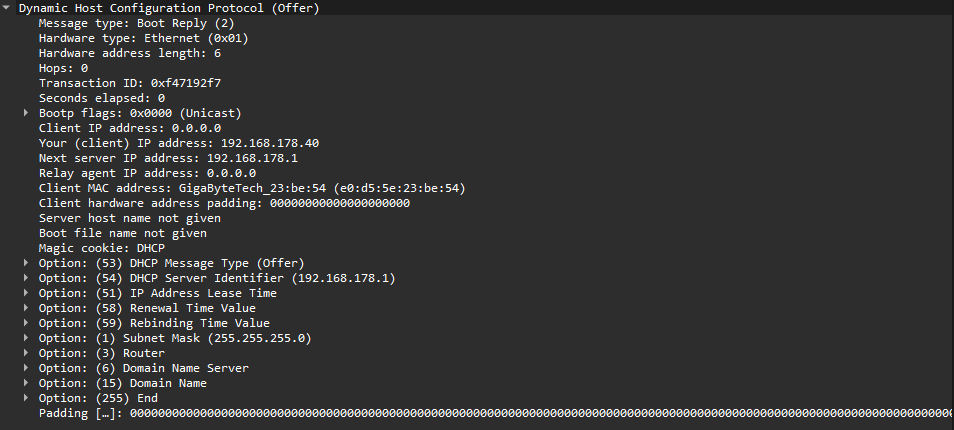 Dynamic Host Configuration Protocol (Offer)
Message type: Boot Reply (2)
Hardware type: Ethernet (0x01)
Hardware address length: 6
Hops: 0
Transaction ID: 0xf47192f7
Seconds elapsed: 0
Bootp flags: 0x0000 (Unicast)
Client IP address: 0.0.0.0
Your (client) IP address: 192.168.178.40
Next server IP address: 192.168.178.1
Relay agent IP address: 0.0.0.0
Client MAC address: GigaByteTech_23:be:54 (e0:d5:5e:23:be:54)
Client hardware address padding: 00000000000000000000
Server host name not given
Boot file name not given
Magic cookie: DHCP
Option: (53) DHCP Message Type (Offer)
Option: (54) DHCP Server Identifier (192.168.178.1)
Option: (51) IP Address Lease Time
Option: (58) Renewal Time Value
Option: (59) Rebinding Time Value
Option: (1) Subnet Mask (255.255.255.0)
Option: (3) Router
Option: (6) Domain Name Server
Option: (15) Domain Name
Option: (255) End
Padding […]: 000000000000000000000000000000000000000000000000000000000000000000000000000000000000000000000000000000000000000000000